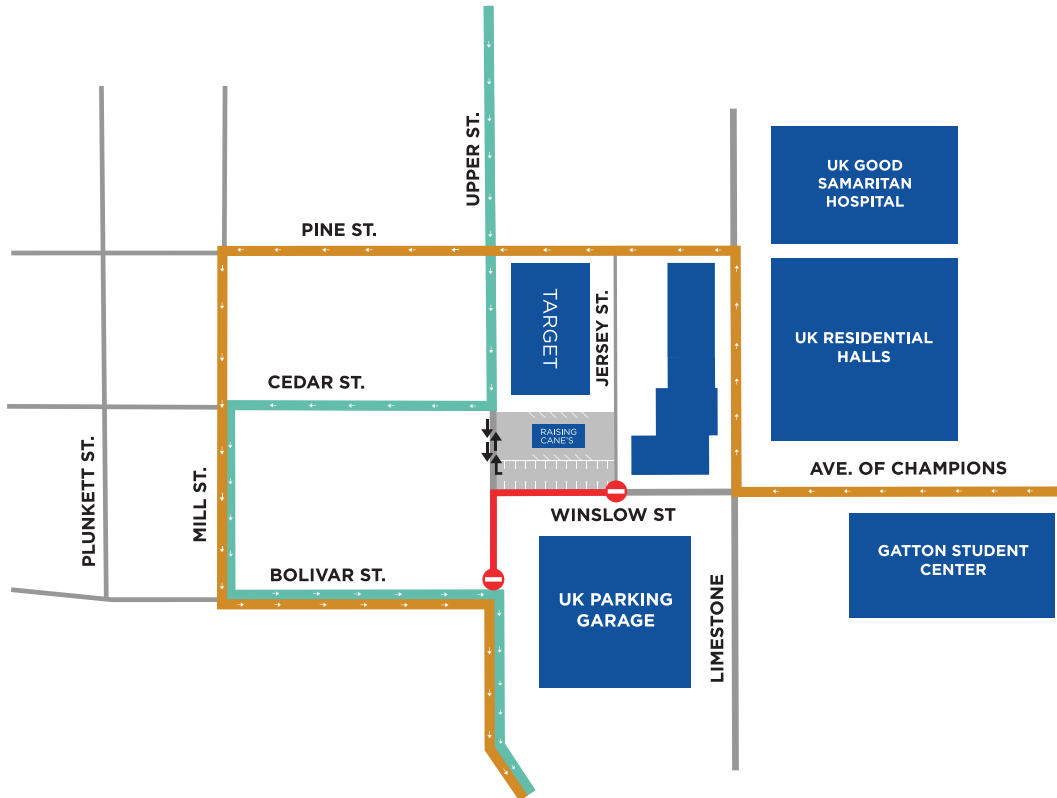 UPPER ST.
UK GOOD
SAMARITAN
HOSPITAL
PINE ST.
TARGET
JERSEY ST.
UK RESIDENTIAL
HALLS
CEDAR ST.
RAISING
CANE'S
PLUNKETT ST.
MILL ST.
AVE. OF CHAMPIONS
WINSLOW ST
BOLIVAR ST.
UK PARKING
GARAGE
LIMESTONE
GATTON STUDENT
CENTER